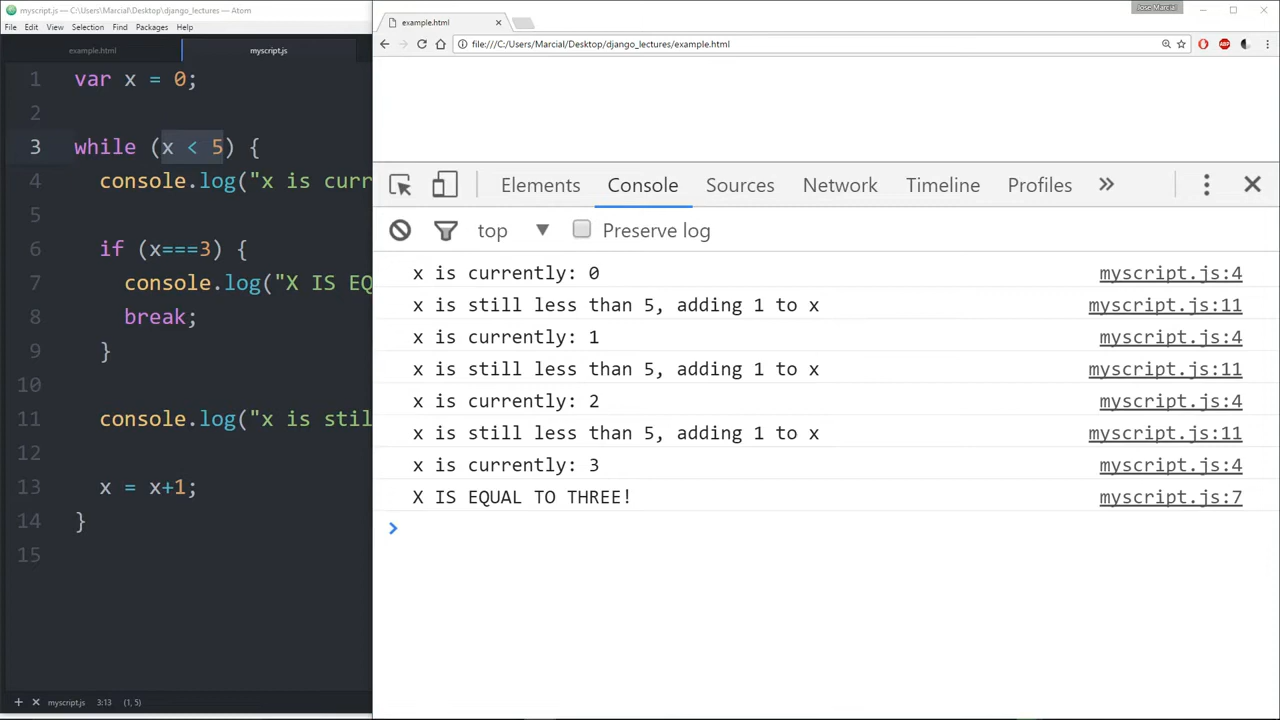 myscript.js — C:\Users\Marcial\Desktop\django_lectures — Atom
File Edit View Selection Find Packages Help
example.html
myscript.js
1 var x = 0;
2
3 while (x < 5) {
4 console.log("x is curr
5
6 if (x===3) {
7 console.log("X IS EQ
8 break;
9 }
10
11 console.log("x is stil
12
13 x = x+1;
14 }
15
+ × myscript.js 3:13 (1, 5)
Jose Marcial
example.html
file:///C:/Users/Marcial/Desktop/django_lectures/example.html
ABP
Elements Console Sources Network Timeline Profiles
top Preserve log
x is currently: 0 myscript.js:4
x is still less than 5, adding 1 to x myscript.js:11
x is currently: 1 myscript.js:4
x is still less than 5, adding 1 to x myscript.js:11
x is currently: 2 myscript.js:4
x is still less than 5, adding 1 to x myscript.js:11
x is currently: 3 myscript.js:4
X IS EQUAL TO THREE! myscript.js:7